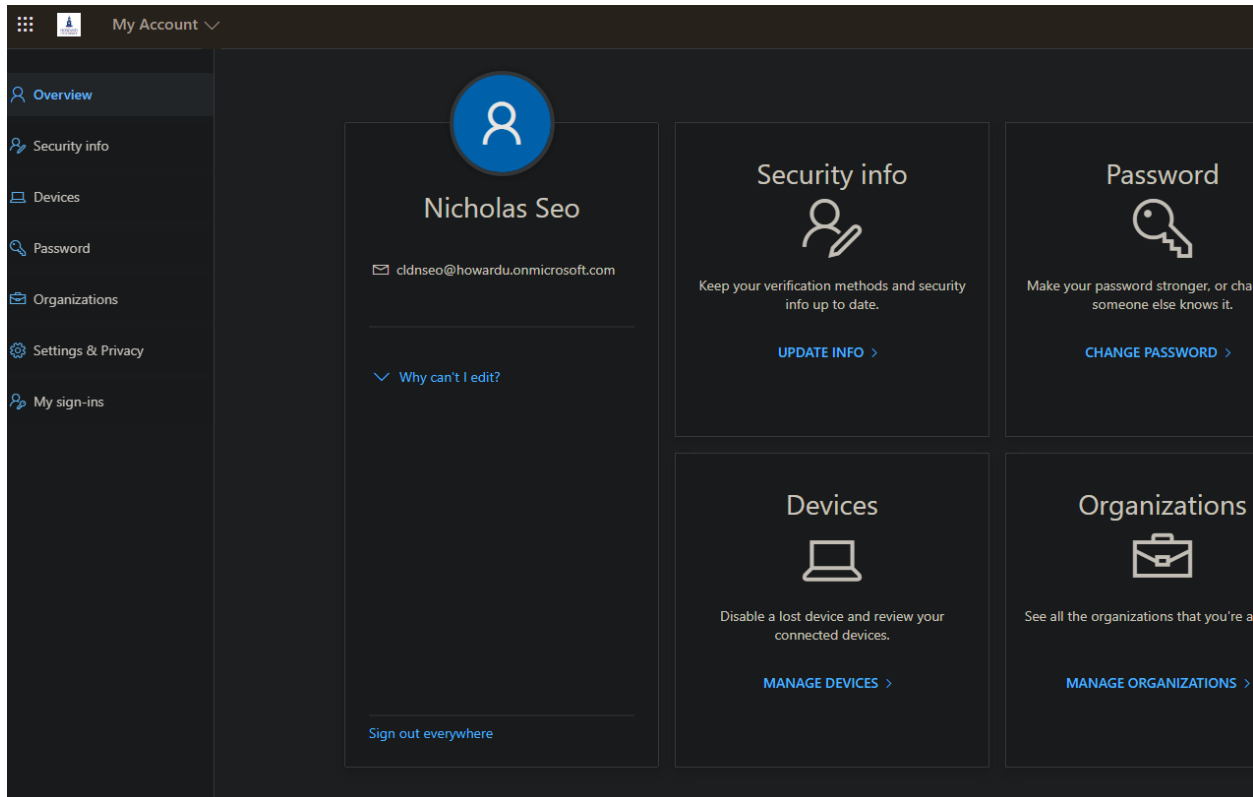 My Account
Overview
Security info
Devices
Password
Organizations
Settings & Privacy
My sign-ins
Nicholas Seo
cldnseo@howardu.onmicrosoft.com
Why can't I edit?
Sign out everywhere
Security info
Keep your verification methods and security
info up to date.
UPDATE INFO
Password
Make your password stronger, or cha
someone else knows it.
CHANGE PASSWORD
Devices
Disable a lost device and review your
connected devices.
MANAGE DEVICES
Organizations
See all the organizations that you're a
MANAGE ORGANIZATIONS